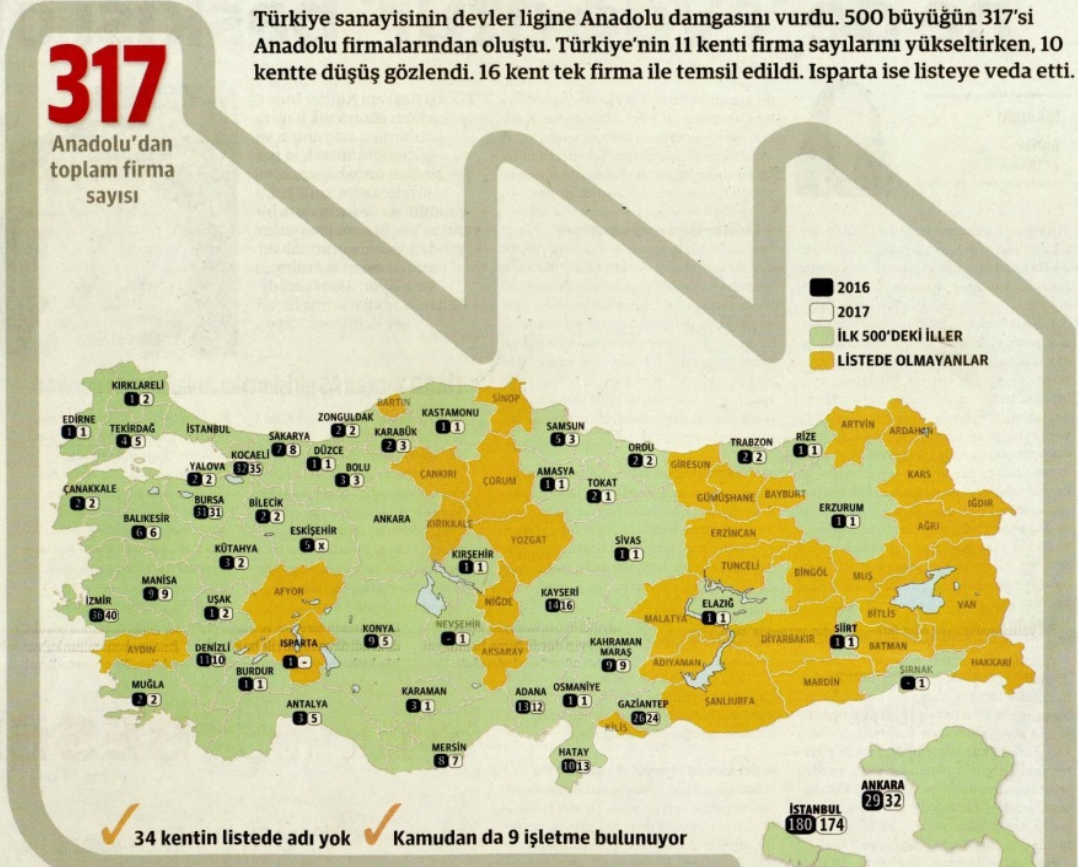 Türkiye sanayisinin devler ligine Anadolu damgasını vurdu. 500 büyüğün 317'si
Anadolu firmalarından oluştu. Türkiye'nin 11 kenti firma sayılarını yükseltirken, 10
kentte düşüş gözlendi. 16 kent tek firma ile temsil edildi. Isparta ise listeye veda etti.
317
Anadolu'dan
toplam firma
sayısı
2016
2017
İLK 500'DEKİ İLLER
LİSTEDE OLMAYANLAR
KIRKLARELİ
1 2
EDİRNE
1 1
TEKİRDAĞ
4 5
İSTANBUL
KOCAELİ
32 35
YALOVA
2 2
SAKARYA
7 8
DÜZCE
1 1
ZONGULDAK
2 2
BARTIN
KARABÜK
2 3
BOLU
3 3
KASTAMONU
1 1
SİNOP
SAMSUN
5 3
ORDU
2 2
GİRESUN
TRABZON
2 2
RİZE
1 1
ARTVİN
ARDAHAN
KARS
IĞDIR
AĞRI
ÇANAKKALE
2 2
BURSA
31 31
BİLECİK
2 2
BALIKESİR
6 6
ESKİŞEHİR
5 x
ANKARA
ÇANKIRI
ÇORUM
AMASYA
1 1
TOKAT
2 1
GÜMÜŞHANE
BAYBURT
ERZURUM
1 1
ERZİNCAN
KIRIKKALE
YOZGAT
SİVAS
1 1
TUNCELİ
BİNGÖL
MUŞ
KÜTAHYA
3 2
MANİSA
9 9
UŞAK
1 2
AFYON
KIRŞEHİR
1 1
NİĞDE
KAYSERİ
14 16
MALATYA
ELAZIĞ
1 1
BİTLİS
VAN
İZMİR
36 40
AYDIN
DENİZLİ
11 10
ISPARTA
1 -
KONYA
9 5
NEVŞEHİR
- 1
AKSARAY
KAHRAMAN
MARAŞ
9 9
ADIYAMAN
DİYARBAKIR
SİİRT
1 1
BATMAN
ŞIRNAK
- 1
HAKKARİ
MARDİN
ŞANLIURFA
MUĞLA
2 2
BURDUR
1 1
ANTALYA
3 5
KARAMAN
3 1
MERSİN
8 7
ADANA
13 12
OSMANİYE
1 1
GAZİANTEP
26 24
KİLİS
HATAY
10 13
ANKARA
29 32
İSTANBUL
180 174
34 kentin listede adı yok
Kamudan da 9 işletme bulunuyor